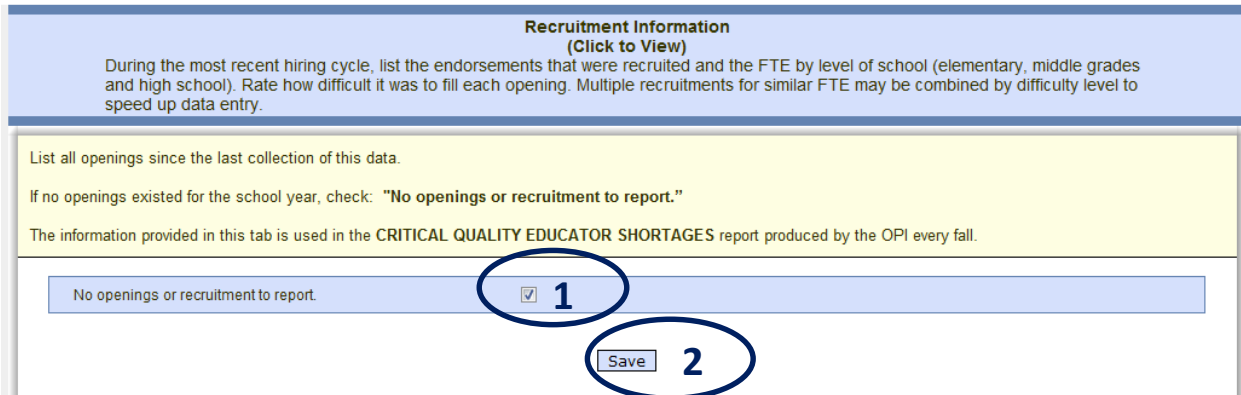 Recruitment Information
(Click to View)
During the most recent hiring cycle, list the endorsements that were recruited and the FTE by level of school (elementary, middle grades
and high school). Rate how difficult it was to fill each opening. Multiple recruitments for similar FTE may be combined by difficulty level to
speed up data entry.
List all openings since the last collection of this data.
If no openings existed for the school year, check: "No openings or recruitment to report.”
The information provided in this tab is used in the CRITICAL QUALITY EDUCATOR SHORTAGES report produced by the OPI every fall.
No openings or recruitment to report. 1
Save 2